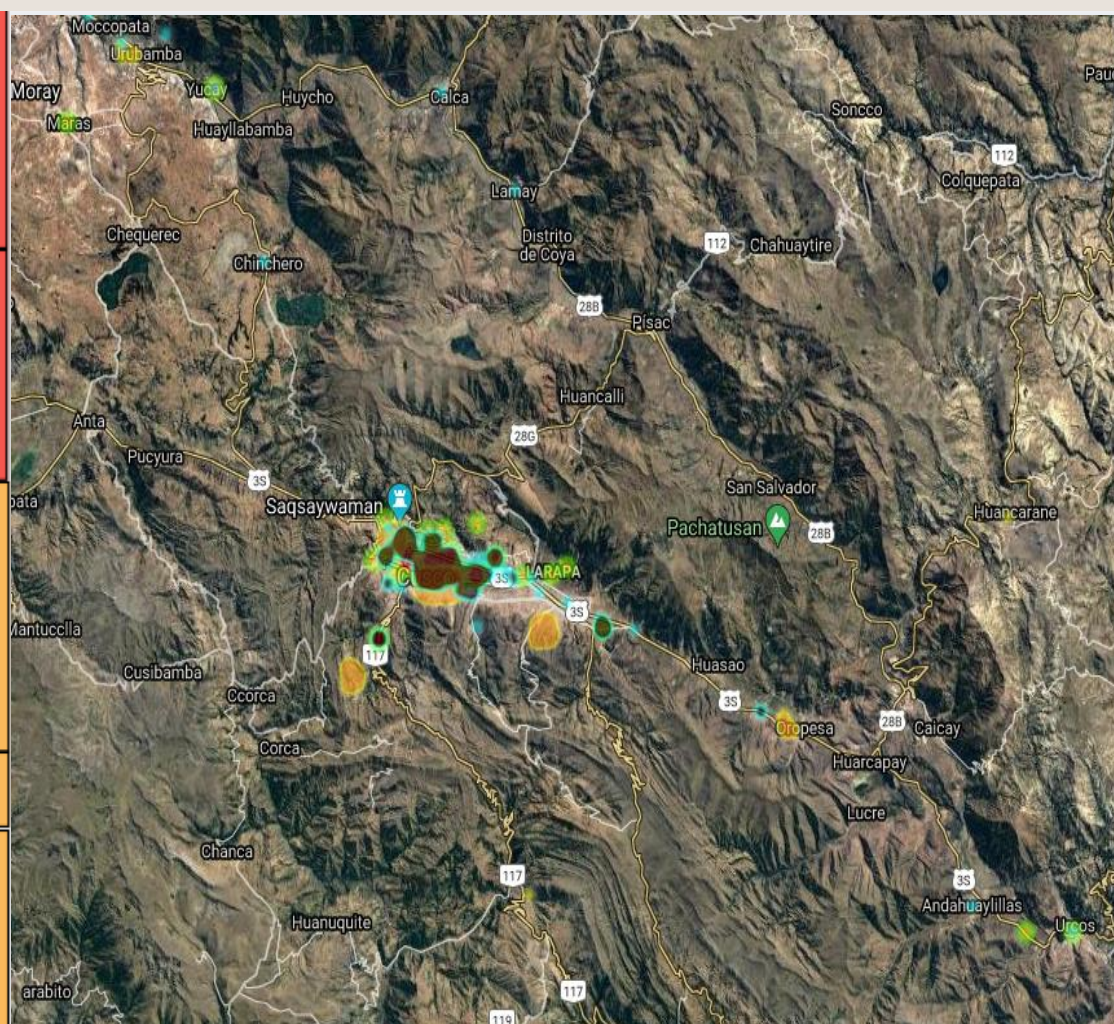 Moccopata
Urubamba
Moray
Yucay
Huycho
Calca
Maras
Huayllabamba
Soncco
112
Colquepata
Lamay
Chequerec
Distrito
de Coya
112
Chahuaytire
Chinchero
28B
Písac
Huancalli
Anta
28G
Pucyura
3S
San Salvador
Saqsaywaman
Huancarane
Pachatusan
28B
LARAPA
3S
3S
Mantucclla
117
Huasao
Cusibamba
Ccorca
3S
Oropesa
28B
Caicay
Corca
Huarcapay
Lucre
Chanca
117
3S
Andahuaylillas
Huanuquite
Urcos
arabito
117
119